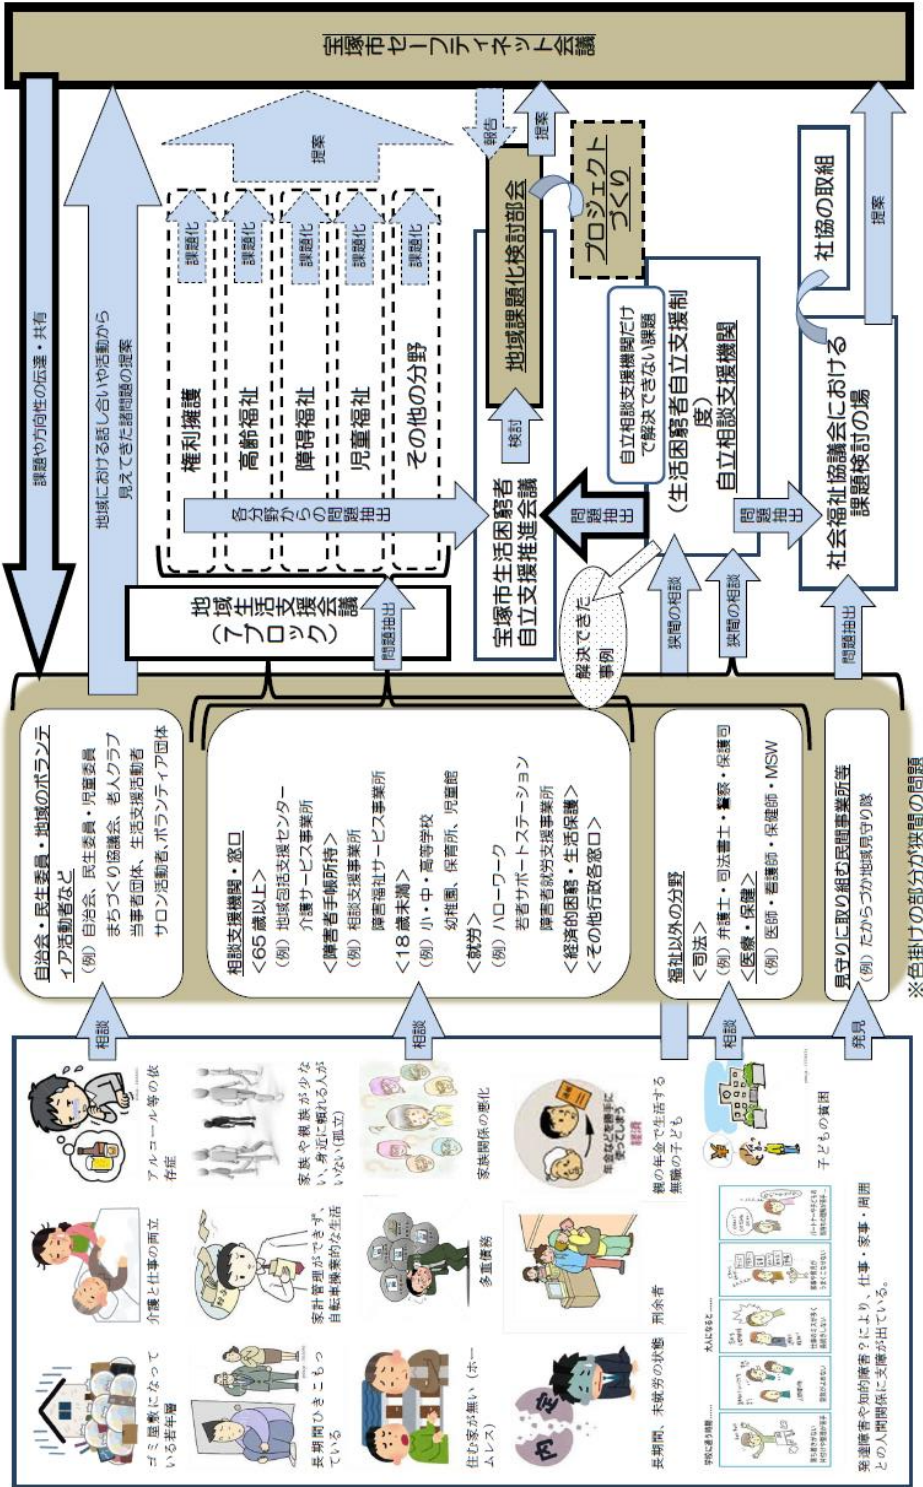 ゴミ屋敷になって
いる若年層
介護と仕事の両立
アルコール等の依
存症
長期間ひきこもっ
ている
家計管理ができず、
自転車操業的な生活
家族や親族が少な
い、身近に頼れる人が
いない(孤立)
住む家が無い(ホー
ムレス)
多重債務
家族関係の悪化
長期間、未就労の状態
刑余者
年金などを勝手に
使ってしまう
親の年金で生活する
無職の子ども
学校に通う時期……
大人になると……
子どもの貧困
発達障害や知的障害?により、仕事・家事・周囲
との人間関係に支障が出ている。
相談
相談
相談
発見
自治会・民生委員・地域のボランテ
ィア活動者など
(例)自治会、民生委員・児童委員
まちづくり協議会、老人クラブ
当事者団体、生活支援活動者
サロン活動者、ボランティア団体
相談支援機関・窓口
<65歳以上>
(例)地域包括支援センター
介護サービス事業所
<障害者手帳所持>
(例)相談支援事業所
障害福祉サービス事業所
<18歳未満>
(例)小・中・高等学校
幼稚園、保育所、児童館
<就労>
(例)ハローワーク
若者サポートステーション
障害者就労支援事業所
<経済的困窮・生活保護>
<その他行政各窓口>
福祉以外の分野
<司法>
(例)弁護士・司法書士・警察・保護司
<医療・保健>
(例)医師・看護師・保健師・MSW
見守りに取り組む民間事業所等
(例)たからづか地域見守り隊
※色掛けの部分が狭間の問題
課題や方向性の伝達・共有
地域における話し合いや活動から
見えてきた諸問題の提案
地域生活支援会議
(7ブロック)
問題抽出
権利擁護
課題化
高齢福祉
課題化
障碍福祉
課題化
児童福祉
課題化
その他の分野
課題化
提案
各分野からの問題抽出
宝塚市生活困窮者
自立支援推進会議
検討
地域課題化検討部会
報告
提案
プロジェクト
づくり
解決できた
事例
問題抽出
自立相談支援機関だけ
で解決できない課題
狭間の相談
狭間の相談
(生活困窮者自立支援制
度)
自立相談支援機関
問題抽出
問題抽出
社会福祉協議会における
課題検討の場
社協の取組
提案
宝塚市セーフティネット会議